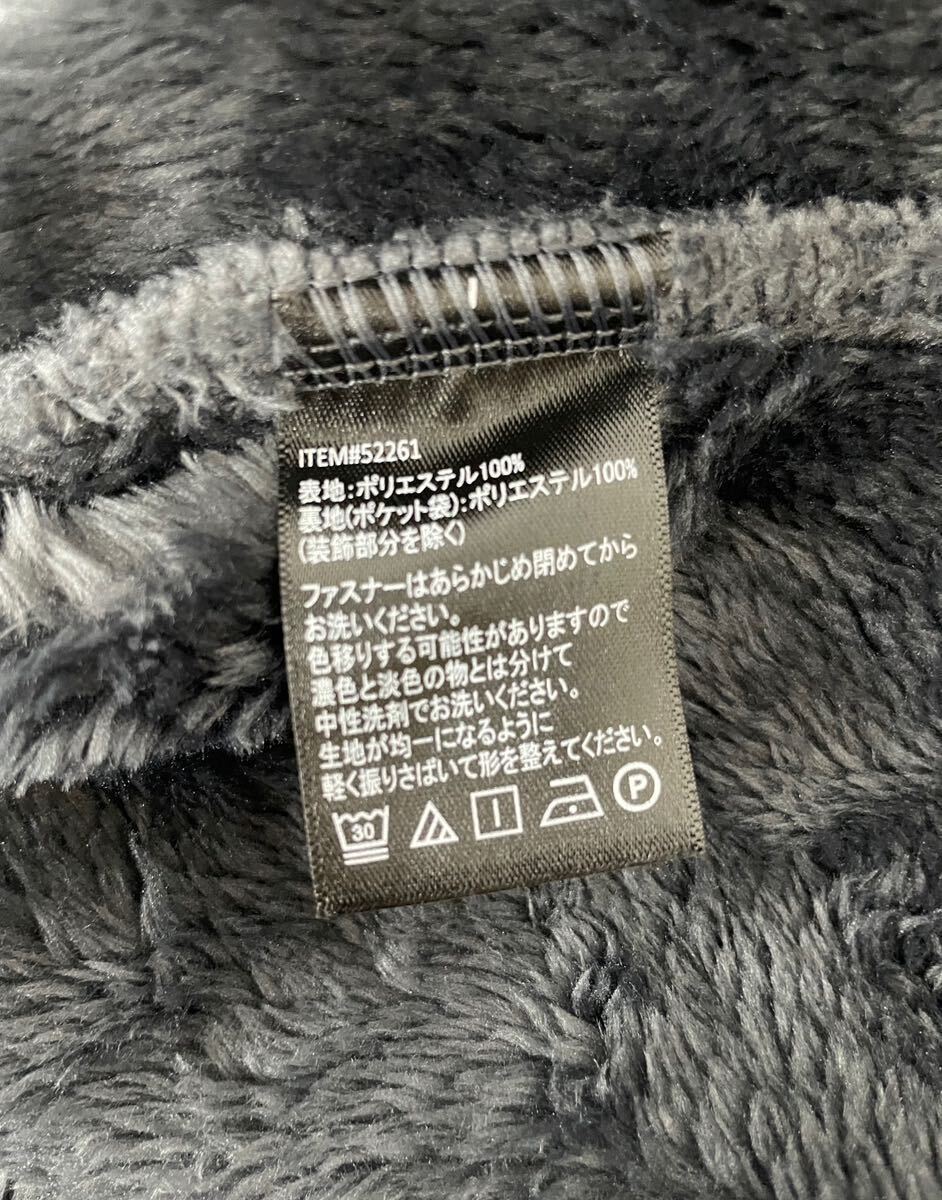 ITEM#52261
表地:ポリエステル100%
裏地(ポケット袋):ポリエステル100%
(装飾部分を除く)
ファスナーはあらかじめ閉めてから
お洗いください。
色移りする可能性がありますので
濃色と淡色の物とは分けて
中性洗剤でお洗いください。
生地が均一になるように
軽く振りさばいて形を整えてください。
30
P